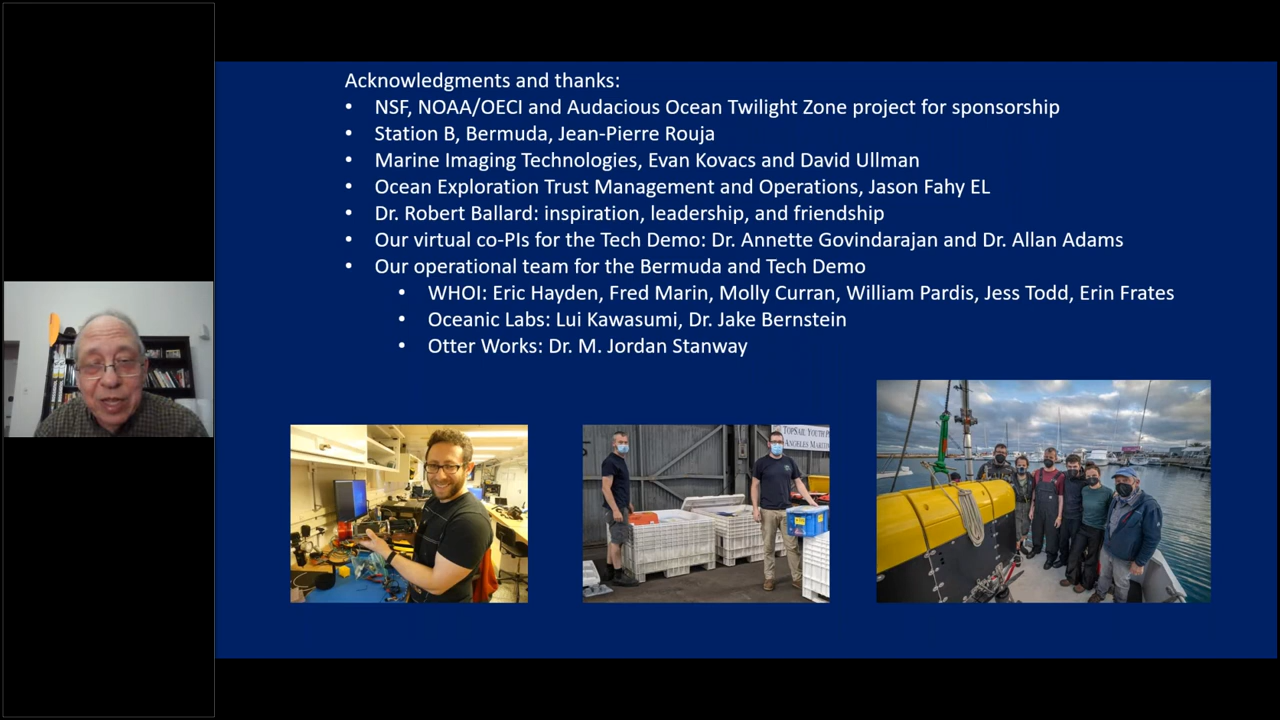 Acknowledgments and thanks:
• NSF, NOAA/OECI and Audacious Ocean Twilight Zone project for sponsorship
• Station B, Bermuda, Jean-Pierre Rouja
• Marine Imaging Technologies, Evan Kovacs and David Ullman
• Ocean Exploration Trust Management and Operations, Jason Fahy EL
• Dr. Robert Ballard: inspiration, leadership, and friendship
• Our virtual co-PIs for the Tech Demo: Dr. Annette Govindarajan and Dr. Allan Adams
• Our operational team for the Bermuda and Tech Demo
• WHOI: Eric Hayden, Fred Marin, Molly Curran, William Pardis, Jess Todd, Erin Frates
• Oceanic Labs: Lui Kawasumi, Dr. Jake Bernstein
• Otter Works: Dr. M. Jordan Stanway
TOPSAIL YOUTH
ANGELES